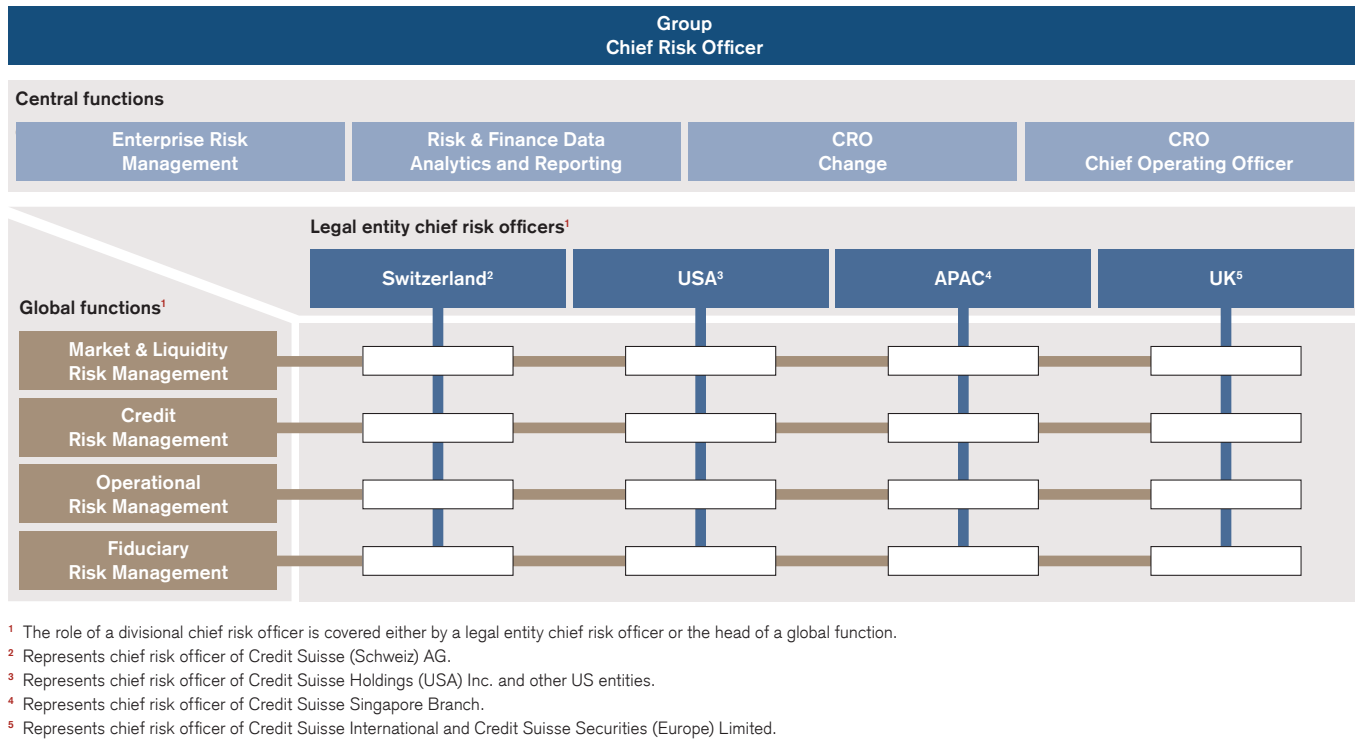 Group
Chief Risk Officer
Central functions
Enterprise Risk
Management
Risk & Finance Data
Analytics and Reporting
CRO
Change
CRO
Chief Operating Officer
Legal entity chief risk officers¹
Switzerland²
USA³
APAC⁴
UK⁵
Global functions¹
Market & Liquidity
Risk Management
Credit
Risk Management
Operational
Risk Management
Fiduciary
Risk Management
¹ The role of a divisional chief risk officer is covered either by a legal entity chief risk officer or the head of a global function.
² Represents chief risk officer of Credit Suisse (Schweiz) AG.
³ Represents chief risk officer of Credit Suisse Holdings (USA) Inc. and other US entities.
⁴ Represents chief risk officer of Credit Suisse Singapore Branch.
⁵ Represents chief risk officer of Credit Suisse International and Credit Suisse Securities (Europe) Limited.